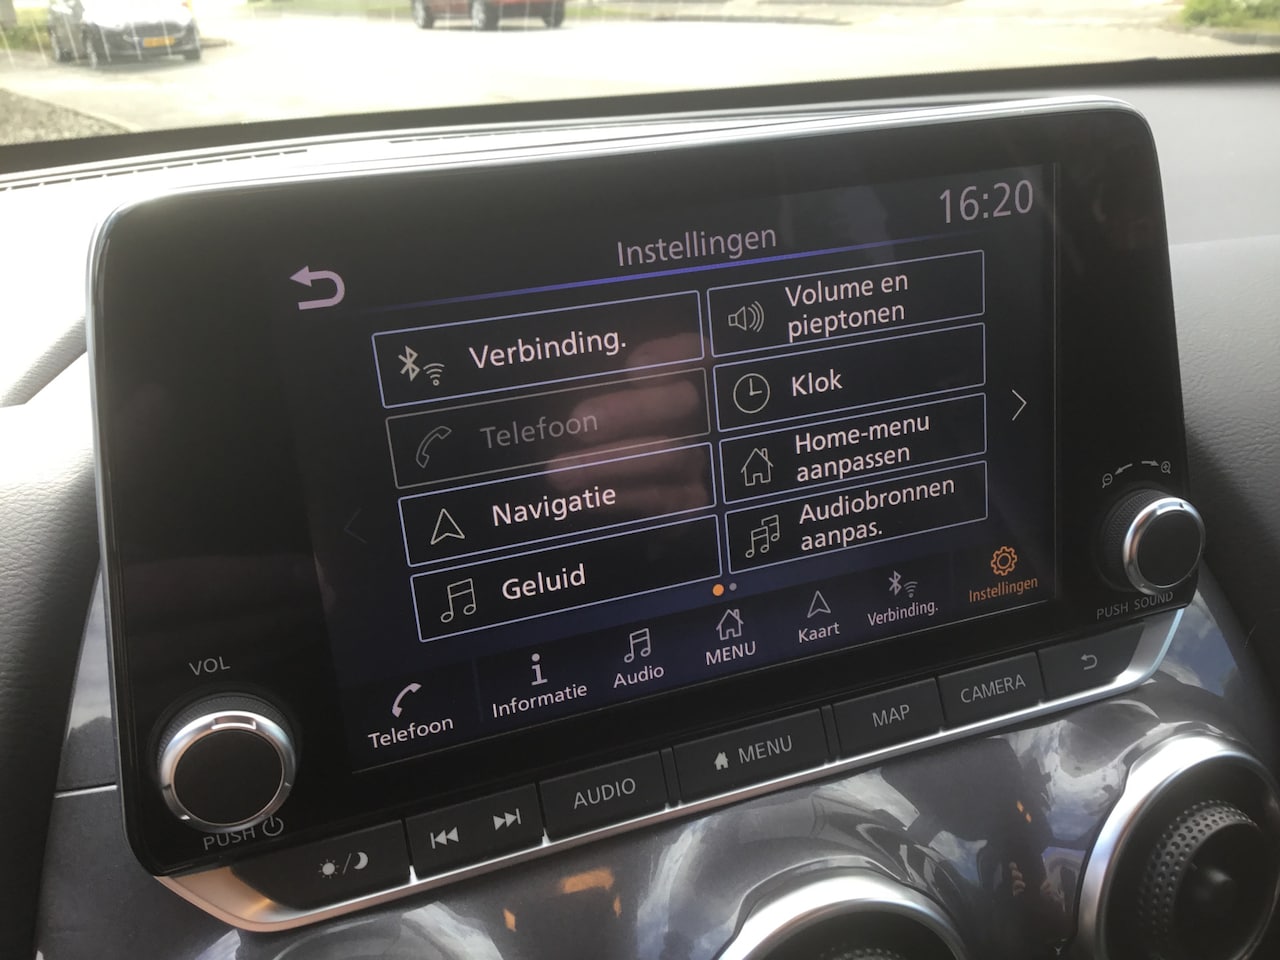 16:20
Instellingen
Verbinding.
Volume en
pieptonen
Telefoon
Klok
Navigatie
Home-menu
aanpassen
Geluid
Audiobronnen
aanpas.
Telefoon
Informatie
Audio
MENU
Kaart
Verbinding.
Instellingen
VOL
PUSH
PUSH SOUND
AUDIO
MENU
MAP
CAMERA